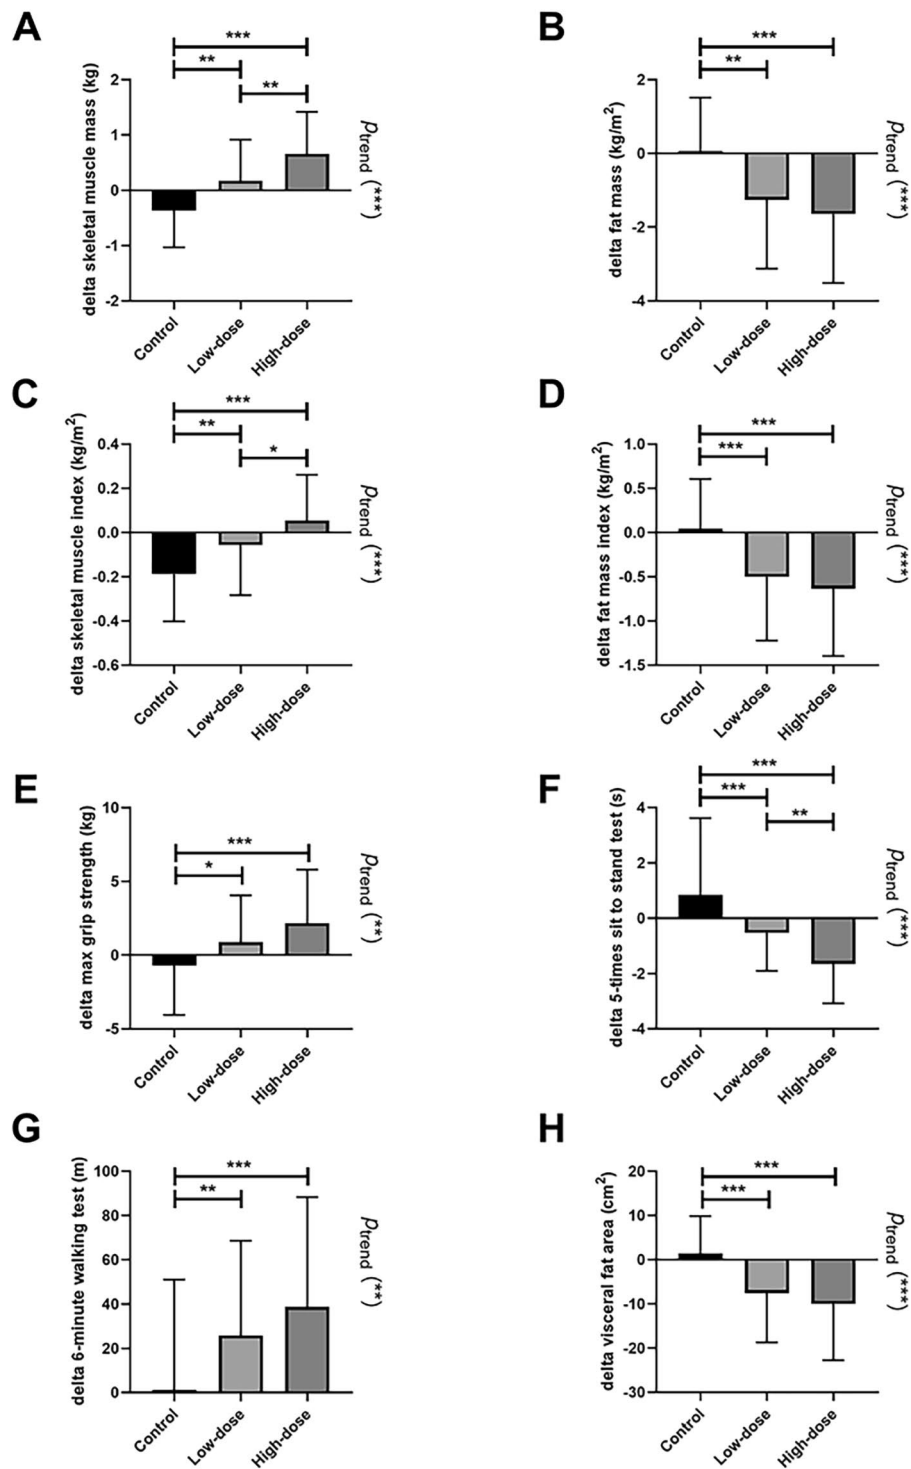 A
***
**
**
delta skeletal muscle mass (kg)
2
1
0
-1
-2
Control
Low-dose
High-dose
ptrend (***)
B
***
**
delta fat mass (kg/m2)
2
0
-2
-4
Control
Low-dose
High-dose
ptrend (***)
C
***
**
*
delta skeletal muscle index (kg/m2)
0.4
0.2
0.0
-0.2
-0.4
-0.6
Control
Low-dose
High-dose
ptrend (***)
D
***
***
delta fat mass index (kg/m2)
1.0
0.5
0.0
-0.5
-1.0
-1.5
Control
Low-dose
High-dose
ptrend (***)
E
***
*
delta max grip strength (kg)
10
5
0
-5
Control
Low-dose
High-dose
ptrend (**)
F
***
***
**
delta 5-times sit to stand test (s)
4
2
0
-2
-4
Control
Low-dose
High-dose
ptrend (***)
G
***
**
delta 6-minute walking test (m)
100
80
60
40
20
0
Control
Low-dose
High-dose
ptrend (**)
H
***
***
delta visceral fat area (cm2)
20
10
0
-10
-20
-30
Control
Low-dose
High-dose
ptrend (***)